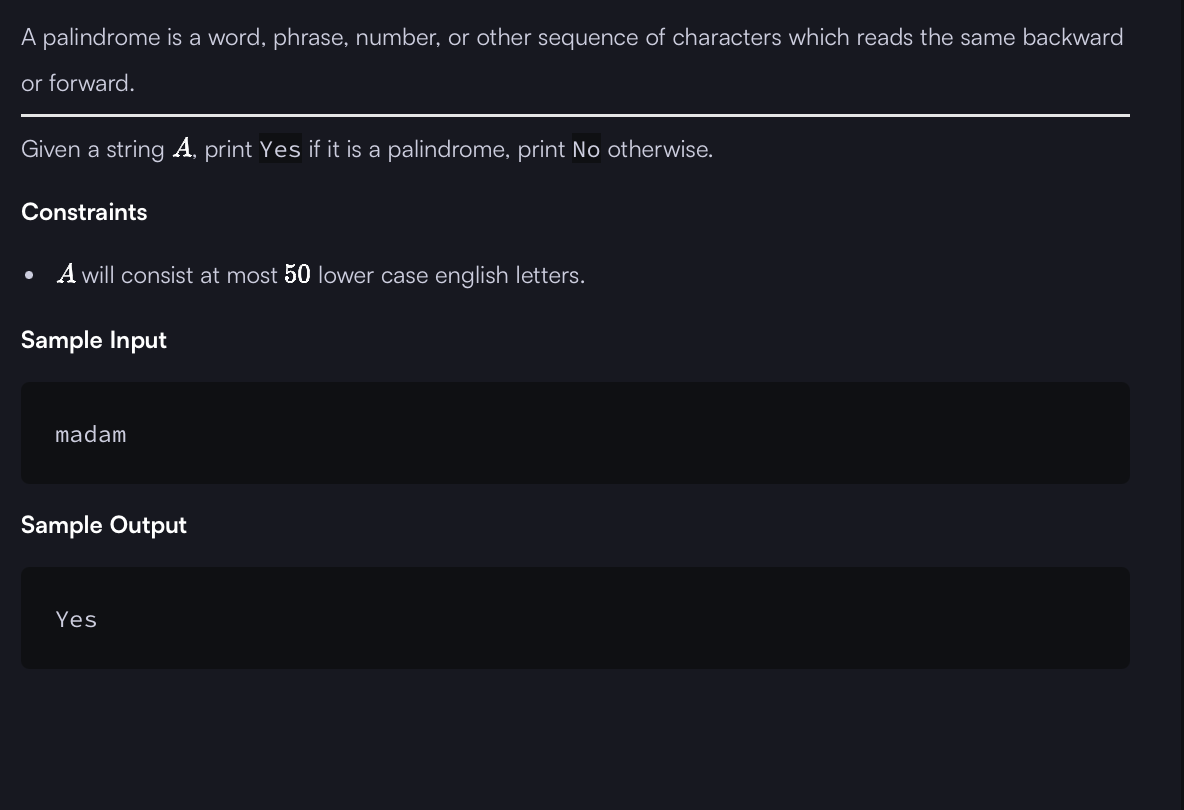 A palindrome is a word, phrase, number, or other sequence of characters which reads the same backward
or forward.
Given a string A, print Yes if it is a palindrome, print No otherwise.
Constraints
• A will consist at most 50 lower case english letters.
Sample Input
madam
Sample Output
Yes